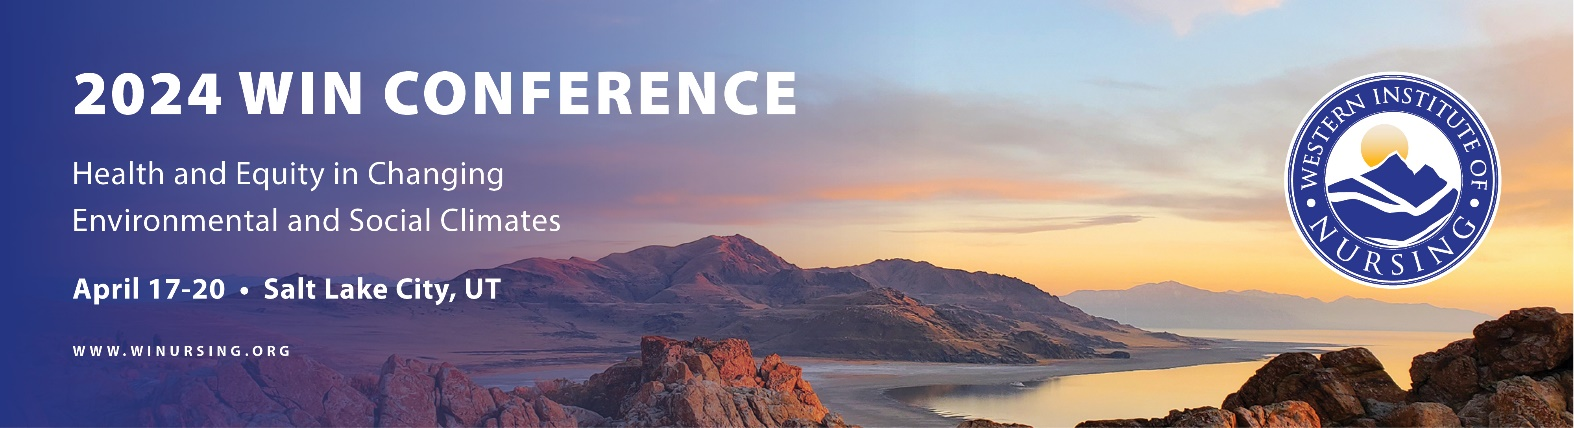 2024 WIN CONFERENCE
Health and Equity in Changing
Environmental and Social Climates
April 17-20 • Salt Lake City, UT
WWW.WINURSING.ORG
WESTERN INSTITUTE OF
• NURSING •